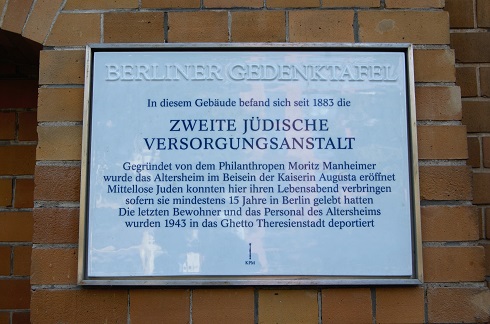 BERLINER GEDENKTAFEL
In diesem Gebäude befand sich seit 1883 die
ZWEITE JÜDISCHE
VERSORGUNGSANSTALT
Gegründet von dem Philanthropen Moritz Manheimer
wurde das Altersheim im Beisein der Kaiserin Augusta eröffnet
Mittellose Juden konnten hier ihren Lebensabend verbringen
sofern sie mindestens 15 Jahre in Berlin gelebt hatten
Die letzten Bewohner und das Personal des Altersheims
wurden 1943 in das Ghetto Theresienstadt deportiert
KPM